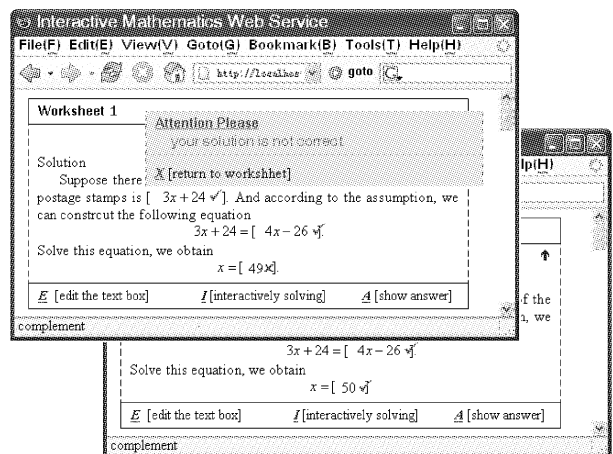 Interactive Mathematics Web Service
File(F) Edit(E) View(V) Goto(G) Bookmark(B) Tools(T) Help(H)
http://localhos goto
Worksheet 1
Attention Please
your solution is not correct
X [return to workshhet]
Solution
Suppose there
postage stamps is [ 3x + 24 ✓]. And according to the assumption, we
can constrcut the following equation
3x + 24 = [ 4x − 26 ✓].
Solve this equation, we obtain
x = [ 49✗].
E [edit the text box] I [interactively solving] A [show answer]
complement
lp(H)
of the
n, we
3x + 24 = [ 4x − 26 ✓].
Solve this equation, we obtain
x = [ 50 ✓]
E [edit the text box] I [interactively solving] A [show answer]
complement